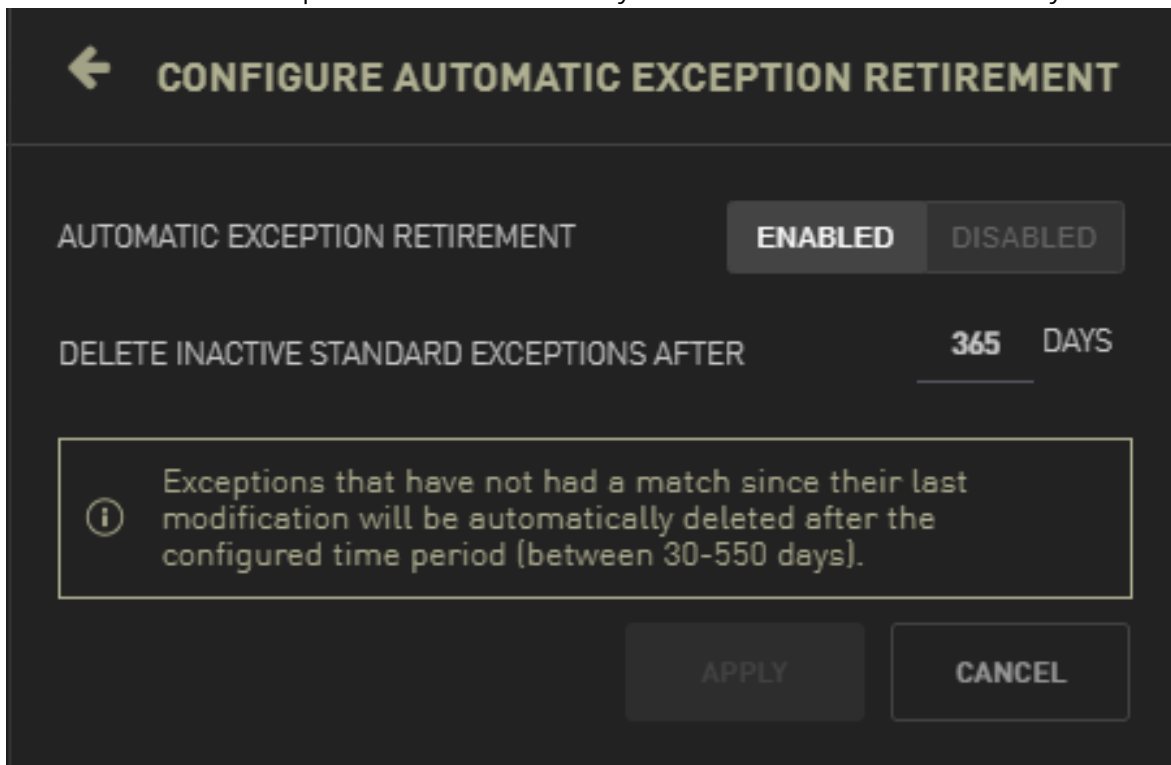 CONFIGURE AUTOMATIC EXCEPTION RETIREMENT
AUTOMATIC EXCEPTION RETIREMENT ENABLED DISABLED
DELETE INACTIVE STANDARD EXCEPTIONS AFTER 365 DAYS
Exceptions that have not had a match since their last
modification will be automatically deleted after the
configured time period (between 30-550 days).
APPLY CANCEL